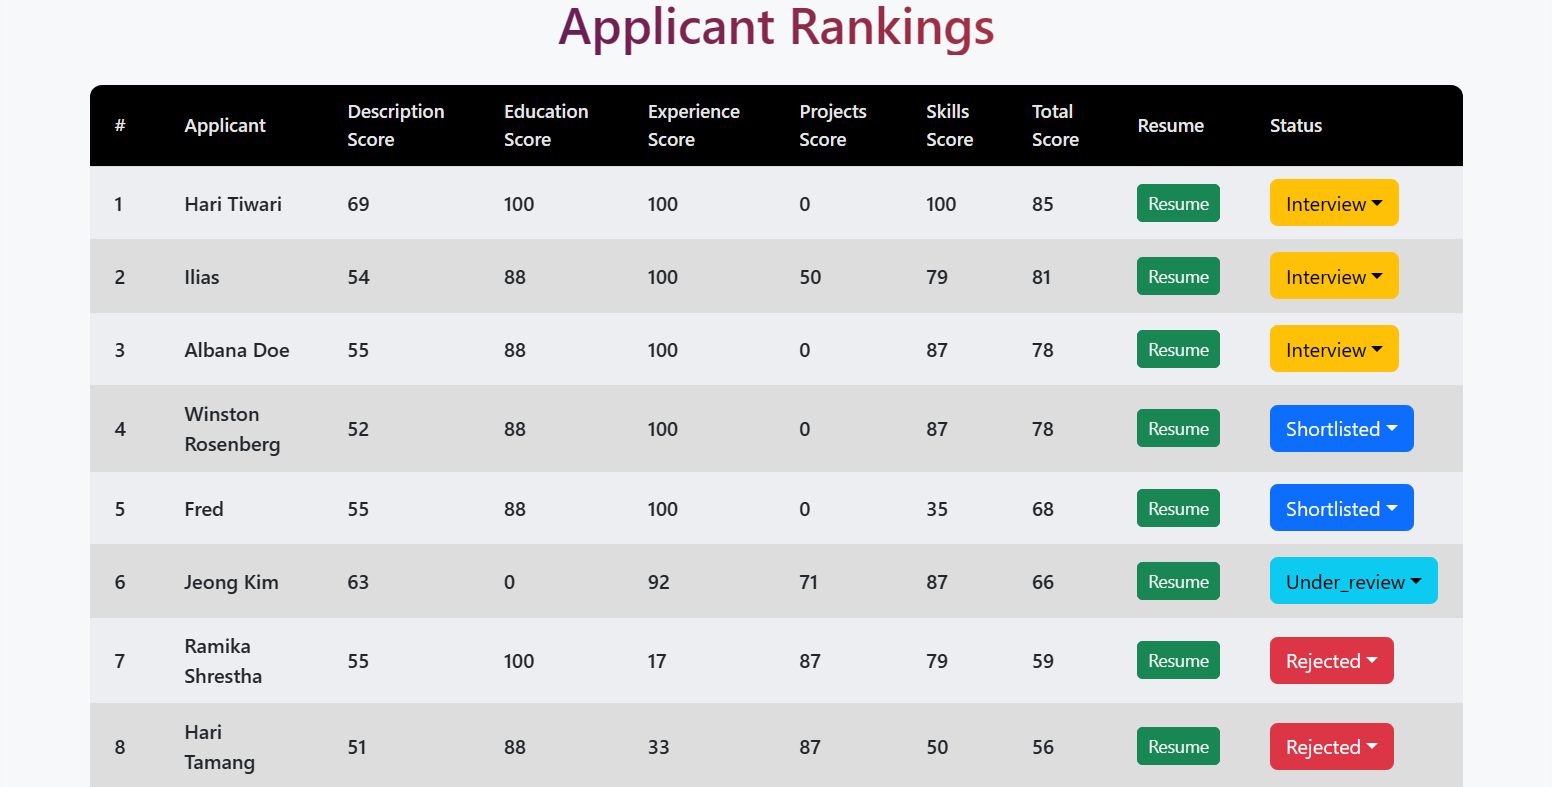 Applicant Rankings
# Applicant Description Score Education Score Experience Score Projects Score Skills Score Total Score Resume Status
1 Hari Tiwari 69 100 100 0 100 85 Resume Interview
2 Ilias 54 88 100 50 79 81 Resume Interview
3 Albana Doe 55 88 100 0 87 78 Resume Interview
4 Winston Rosenberg 52 88 100 0 87 78 Resume Shortlisted
5 Fred 55 88 100 0 35 68 Resume Shortlisted
6 Jeong Kim 63 0 92 71 87 66 Resume Under_review
7 Ramika Shrestha 55 100 17 87 79 59 Resume Rejected
8 Hari Tamang 51 88 33 87 50 56 Resume Rejected